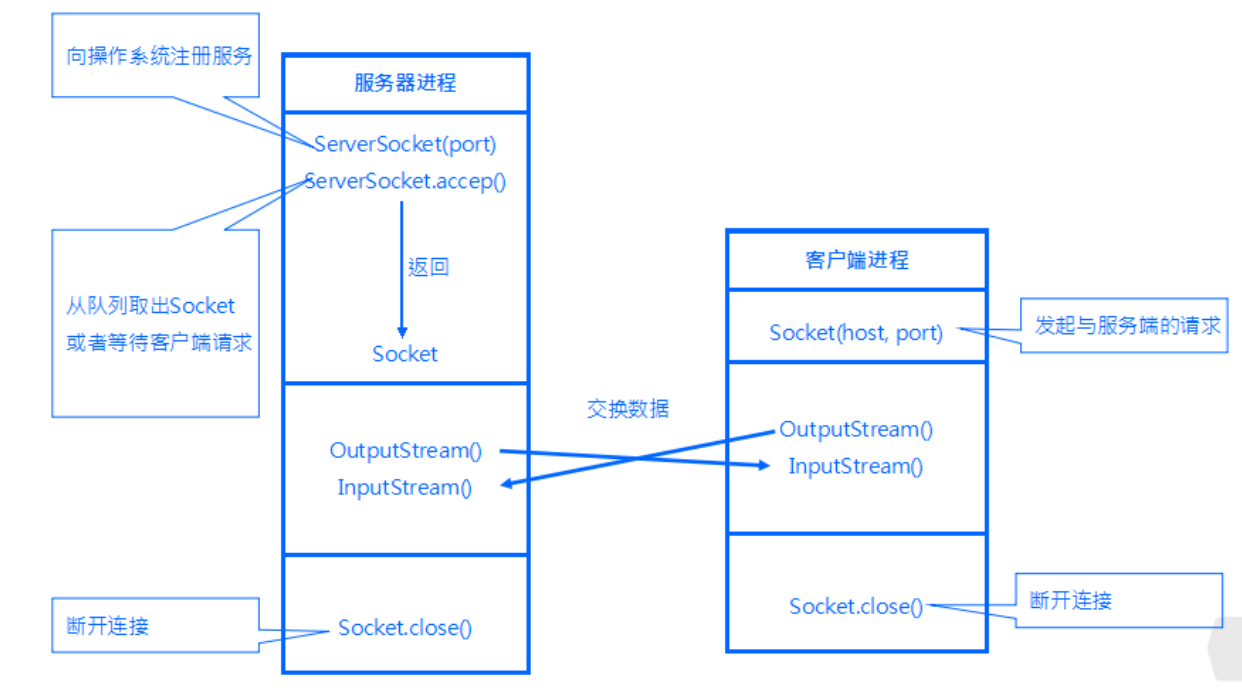 向操作系统注册服务
服务器进程
ServerSocket(port)
ServerSocket.accep()
返回
从队列取出Socket
或者等待客户端请求
Socket
客户端进程
Socket(host, port)
发起与服务端的请求
交换数据
OutputStream()
InputStream()
OutputStream()
InputStream()
断开连接
Socket.close()
Socket.close()
断开连接